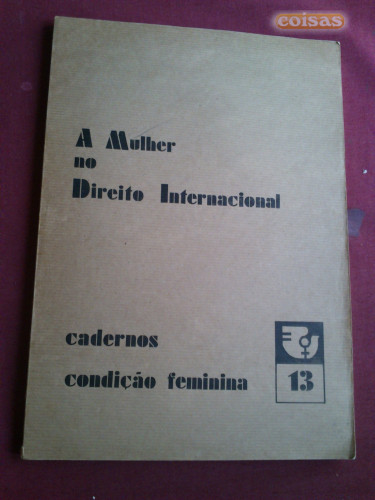 coisas
A Mulher
no
Direito Internacional
cadernos
condição feminina
13